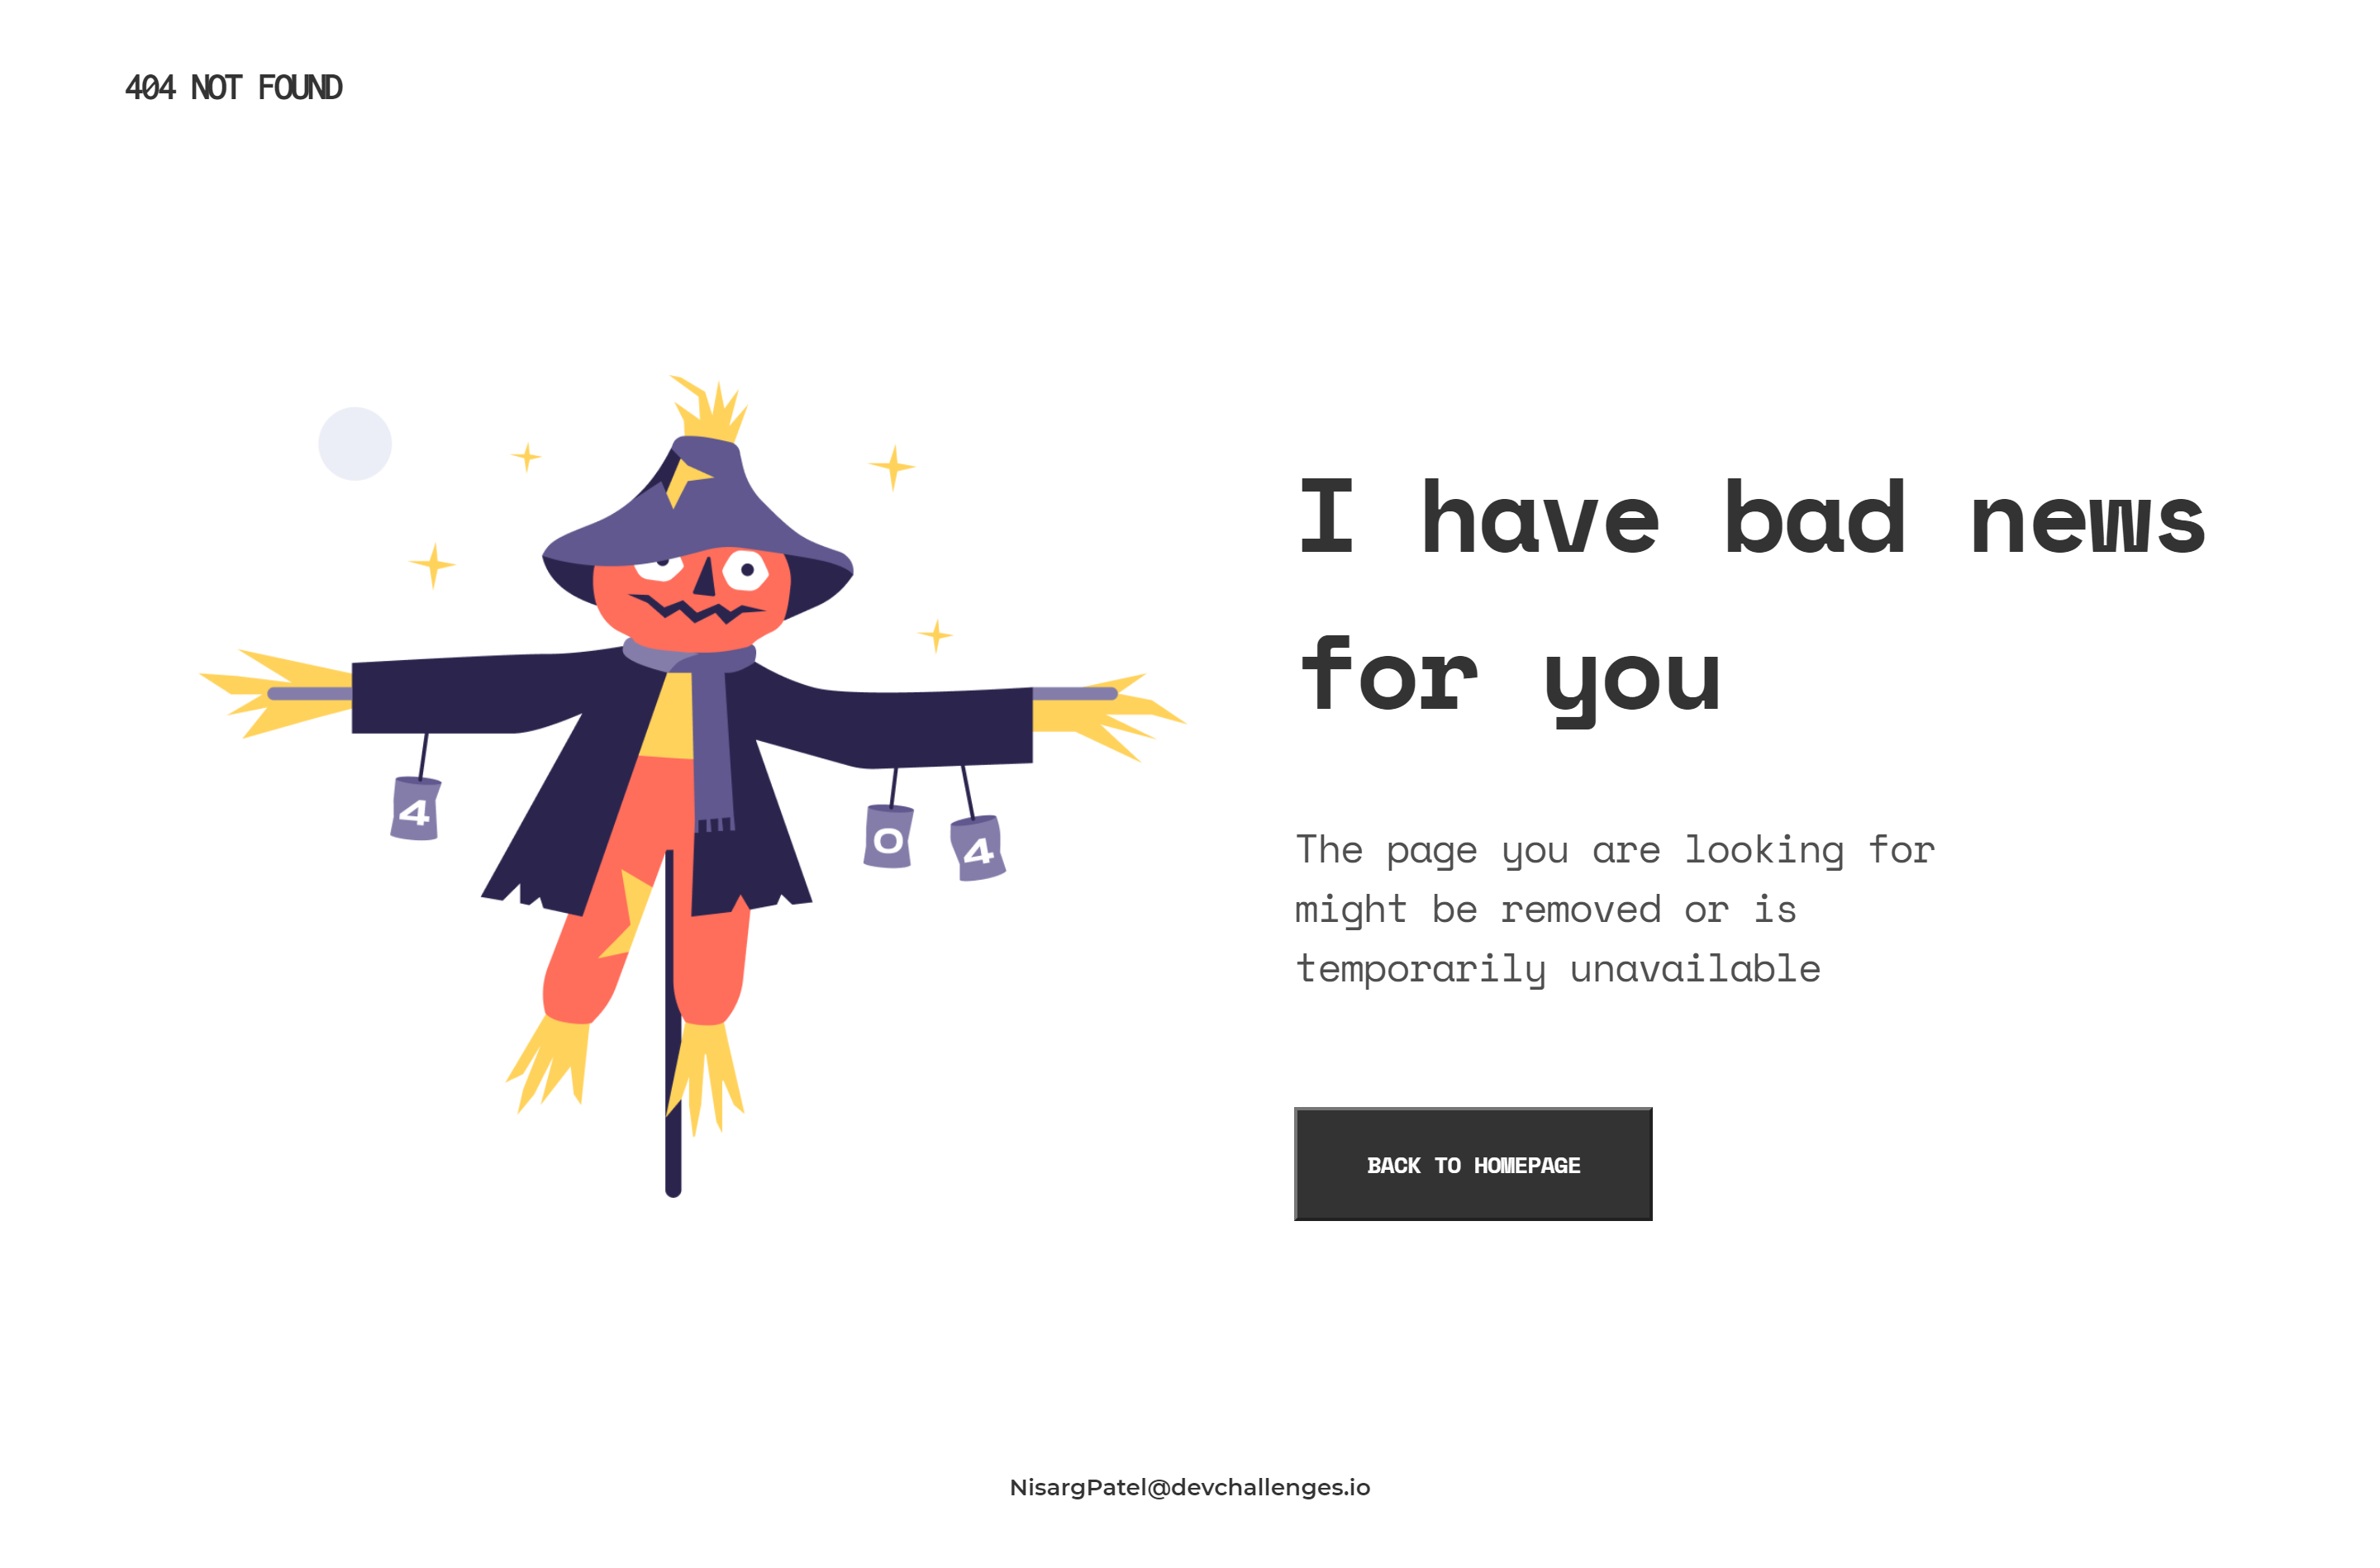 404 NOT FOUND
I have bad news
for you
4
0
4
The page you are looking for
might be removed or is
temporarily unavailable
BACK TO HOMEPAGE
NisargPatel@devchallenges.io